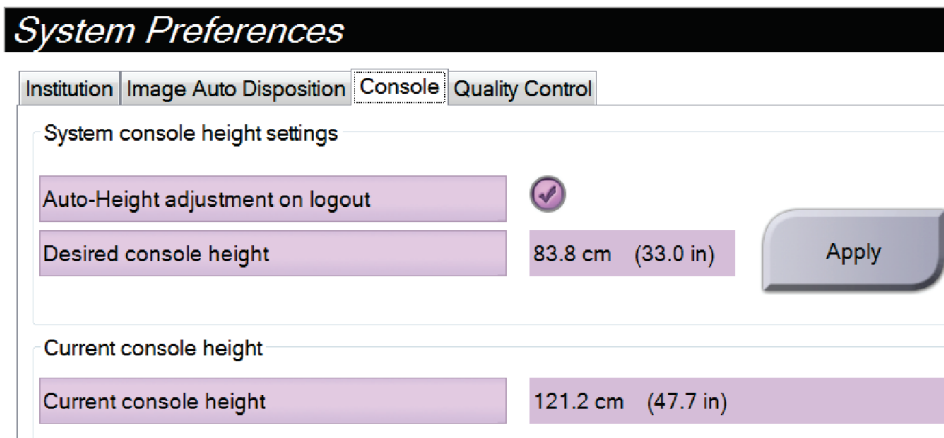 System Preferences
Institution Image Auto Disposition Console Quality Control
System console height settings
Auto-Height adjustment on logout
Desired console height 83.8 cm (33.0 in) Apply
Current console height
Current console height 121.2 cm (47.7 in)